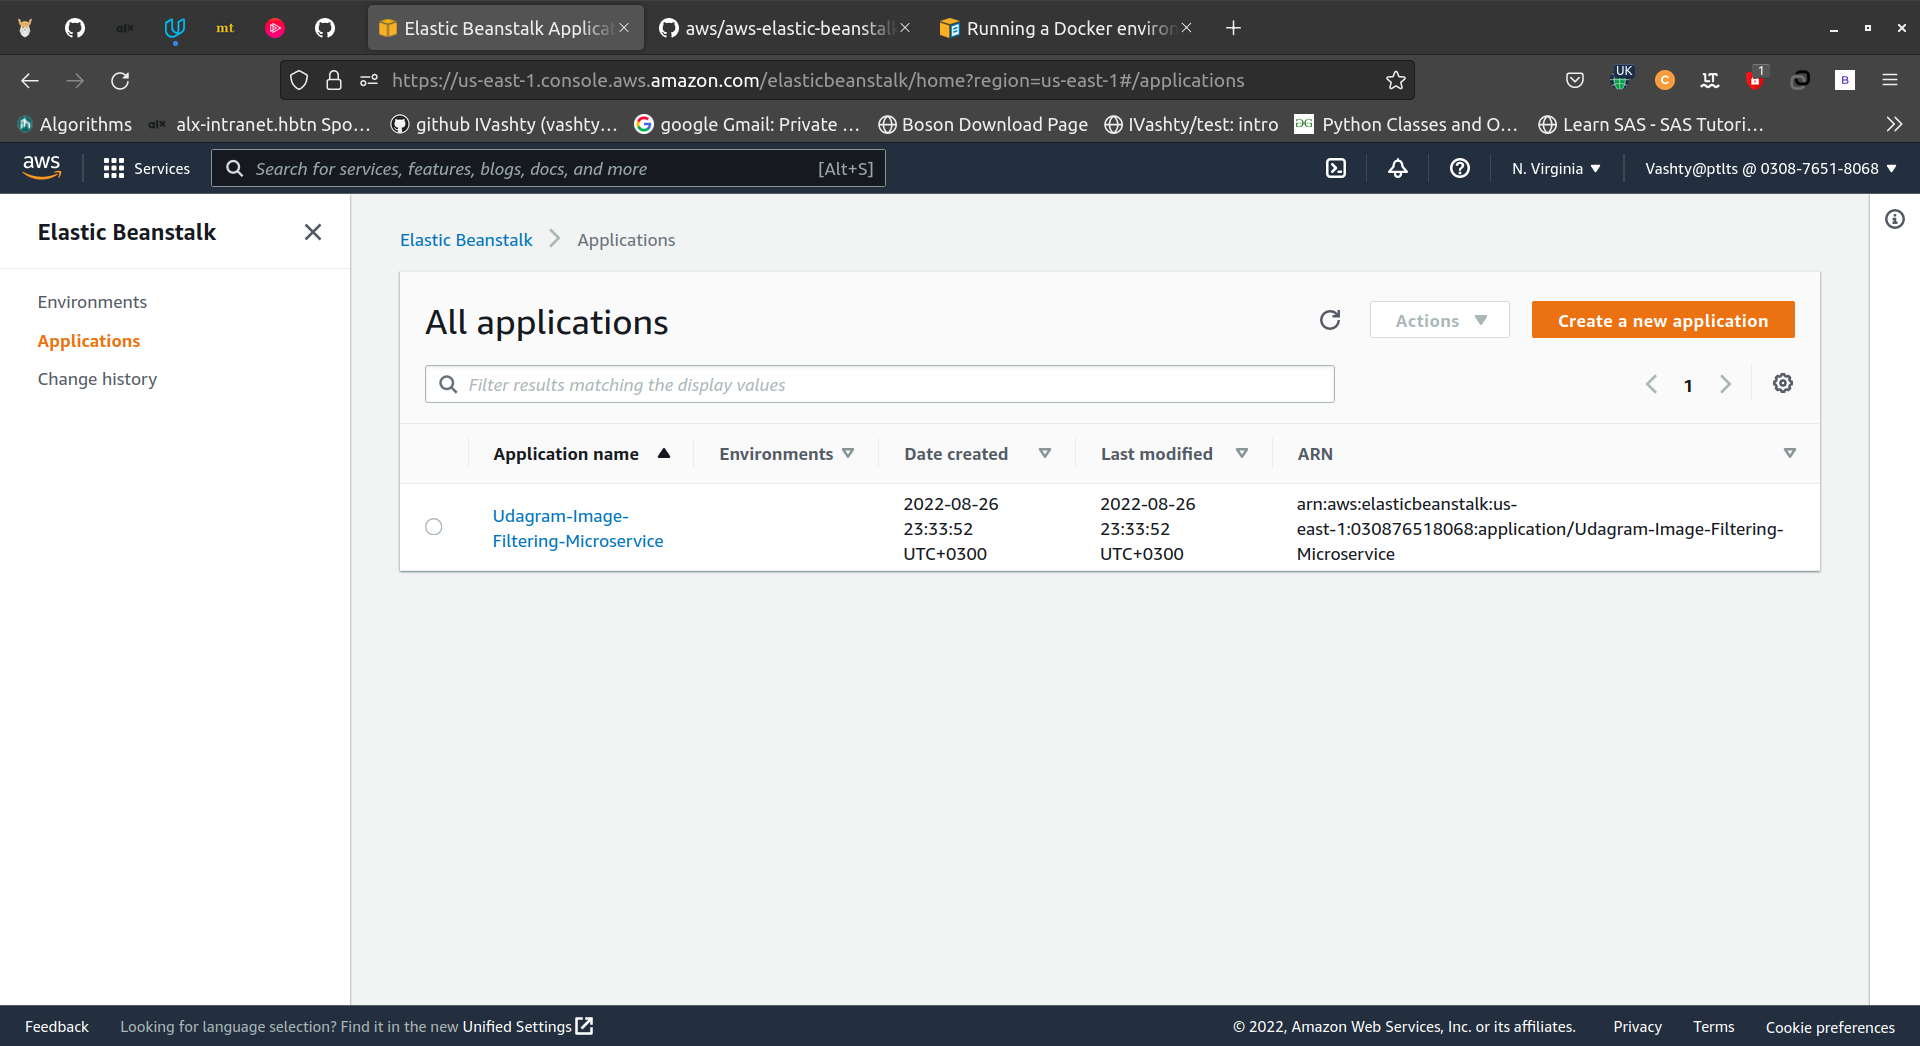 alx
mt
Elastic Beanstalk Applicat
aws/aws-elastic-beanstalk
Running a Docker environ
https://us-east-1.console.aws.amazon.com/elasticbeanstalk/home?region=us-east-1#/applications
UK
C
1
B
Algorithms
alx alx-intranet.hbtn Spo...
github IVashty (vashty...
google Gmail: Private ...
Boson Download Page
IVashty/test: intro
Python Classes and O...
Learn SAS - SAS Tutori...
aws
Services
Search for services, features, blogs, docs, and more
[Alt+S]
N. Virginia
Vashty@ptlts @ 0308-7651-8068
Elastic Beanstalk
Environments
Applications
Change history
Elastic Beanstalk
Applications
All applications
Actions
Create a new application
Filter results matching the display values
1
Application name
Environments
Date created
Last modified
ARN
Udagram-Image-
Filtering-Microservice
2022-08-26
23:33:52
UTC+0300
2022-08-26
23:33:52
UTC+0300
arn:aws:elasticbeanstalk:us-
east-1:030876518068:application/Udagram-Image-Filtering-
Microservice
Feedback
Looking for language selection? Find it in the new Unified Settings
© 2022, Amazon Web Services, Inc. or its affiliates.
Privacy
Terms
Cookie preferences